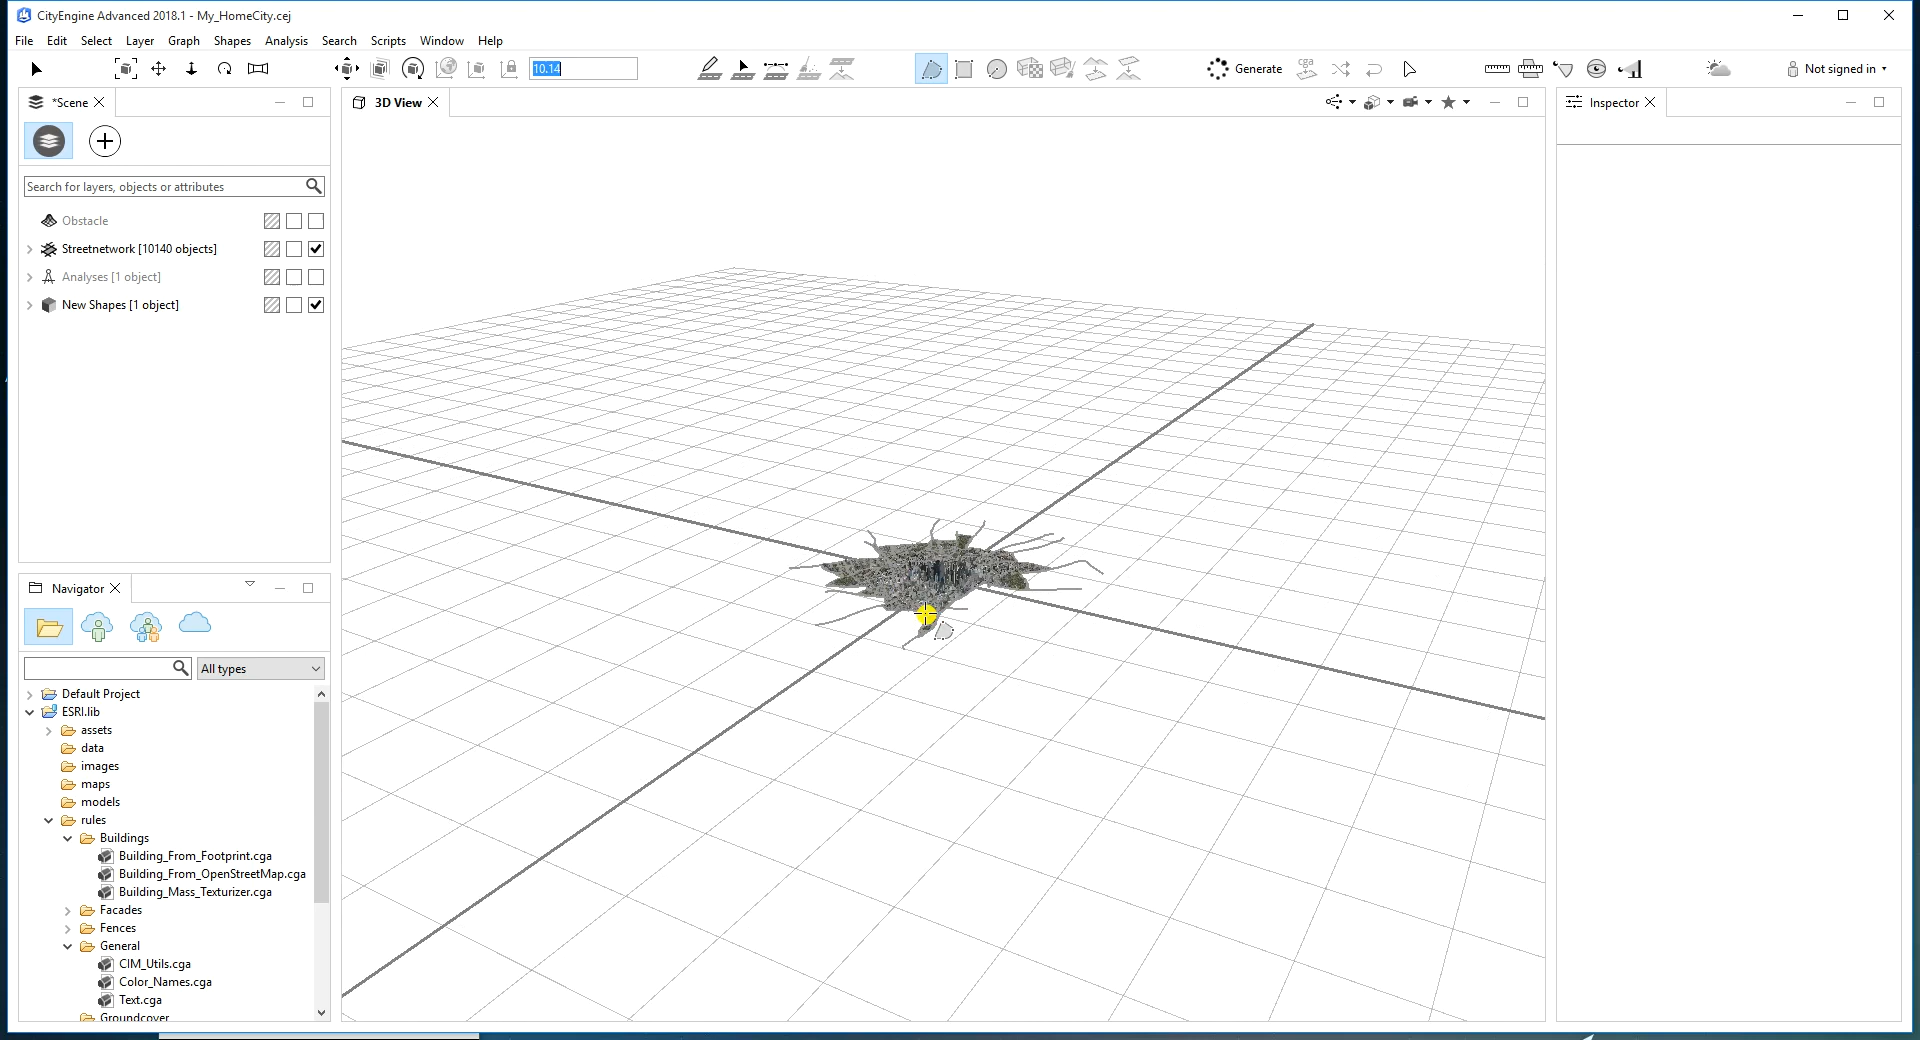 CityEngine Advanced 2018.1 - My_HomeCity.cej
File Edit Select Layer Graph Shapes Analysis Search Scripts Window Help
10.14
Generate
cga
Not signed in
*Scene
3D View
Inspector
Search for layers, objects or attributes
Obstacle
Streetnetwork [10140 objects]
Analyses [1 object]
New Shapes [1 object]
Navigator
All types
Default Project
ESRI.lib
assets
data
images
maps
models
rules
Buildings
Building_From_Footprint.cga
Building_From_OpenStreetMap.cga
Building_Mass_Texturizer.cga
Facades
Fences
General
CIM_Utils.cga
Color_Names.cga
Text.cga
Groundcover